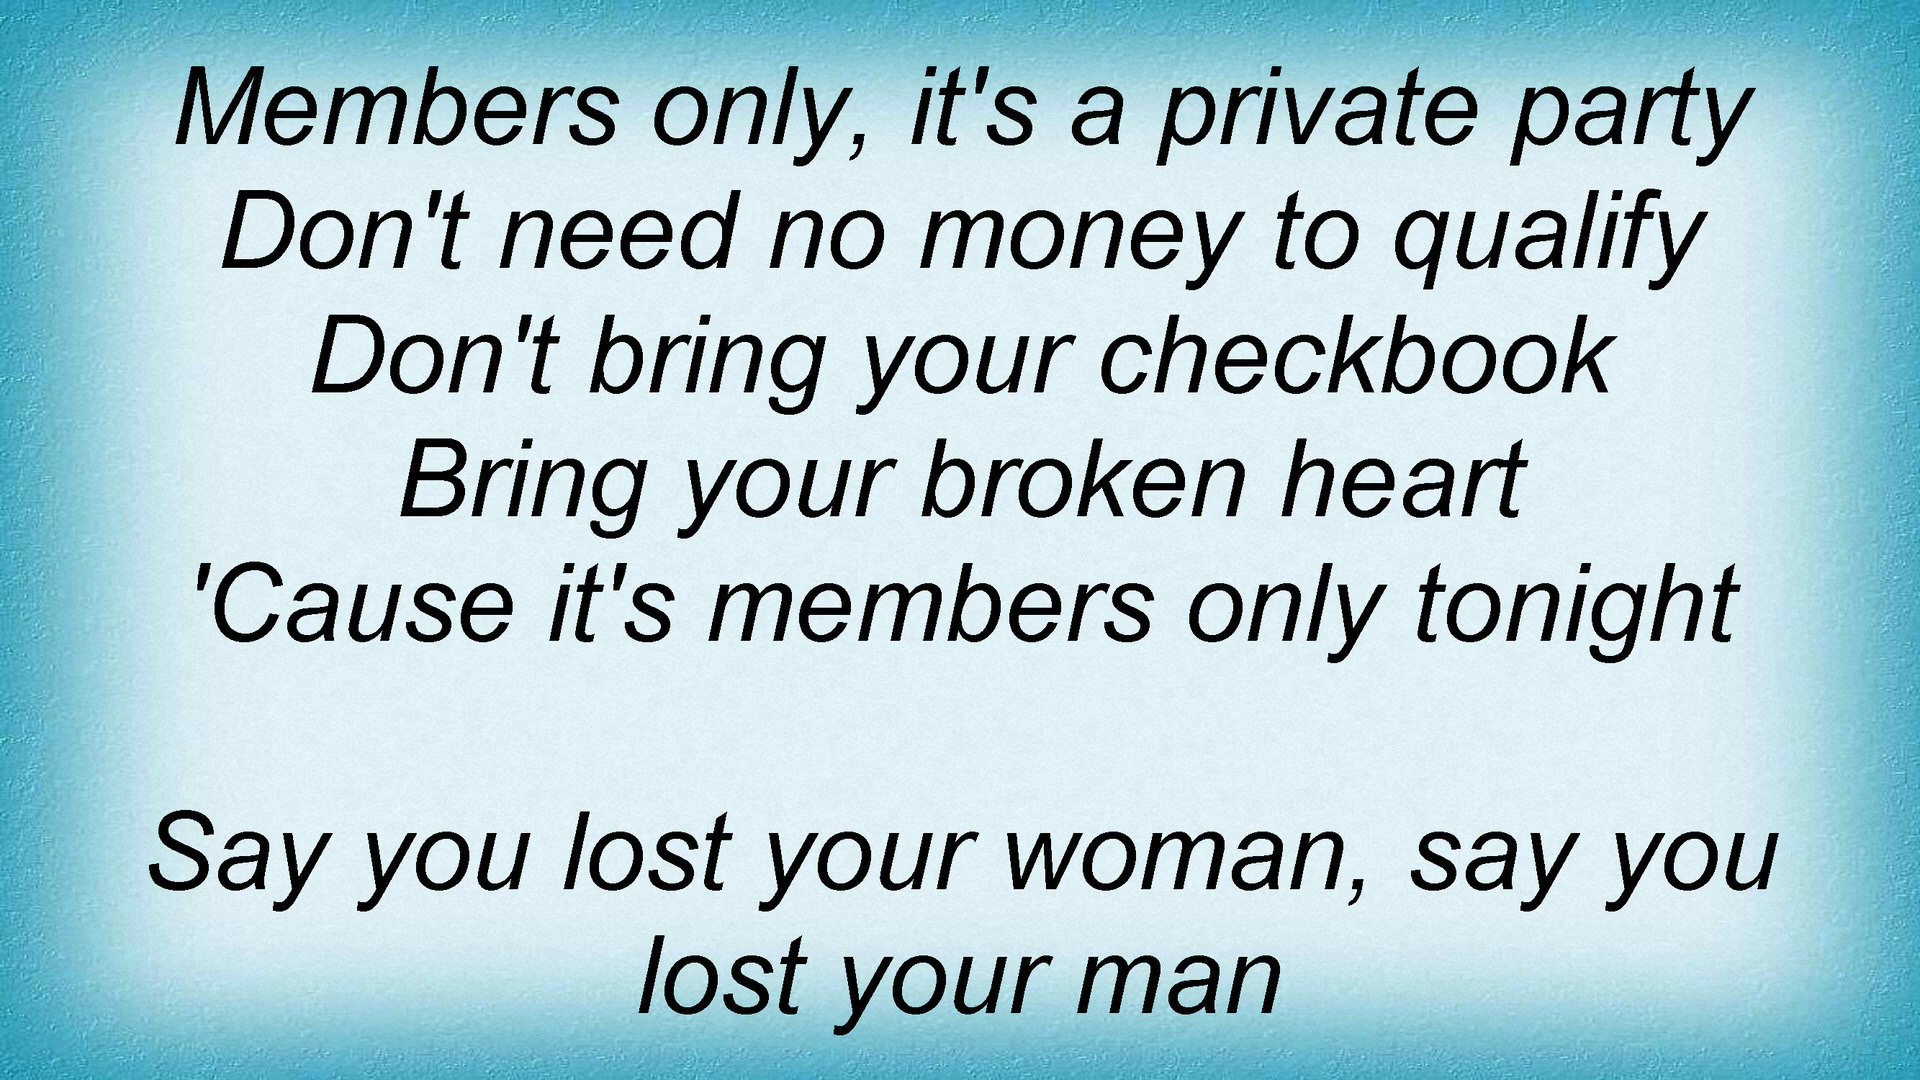 Members only, it's a private party
Don't need no money to qualify
Don't bring your checkbook
Bring your broken heart
'Cause it's members only tonight
Say you lost your woman, say you
lost your man